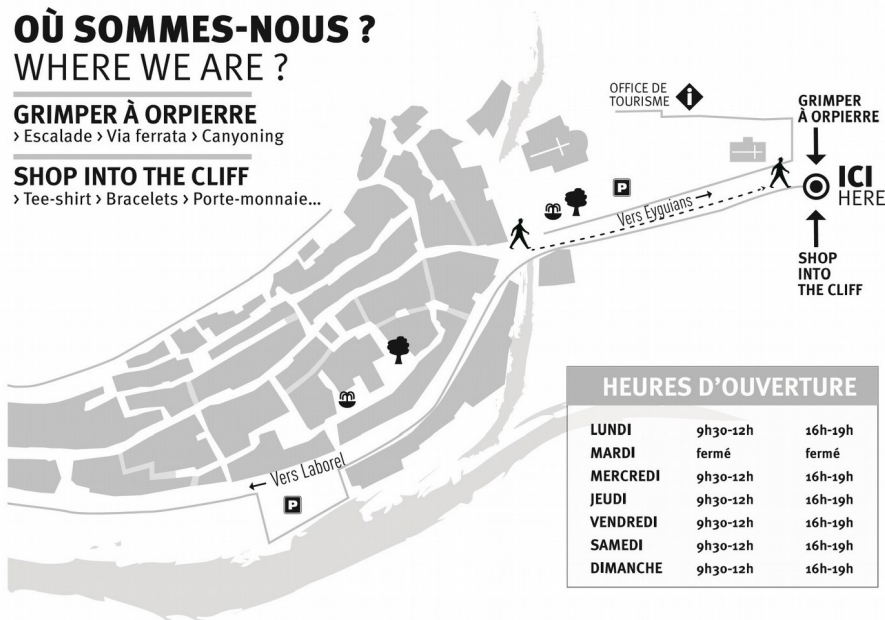 OÙ SOMMES-NOUS ?
WHERE WE ARE ?
GRIMPER À ORPIERRE
› Escalade › Via ferrata › Canyoning
SHOP INTO THE CLIFF
› Tee-shirt › Bracelets › Porte-monnaie...
OFFICE DE
TOURISME
i
GRIMPER
À ORPIERRE
ICI
HERE
P
Vers Eyguians →
SHOP
INTO
THE CLIFF
← Vers Laborel
P
HEURES D'OUVERTURE
LUNDI 9h30-12h 16h-19h
MARDI fermé fermé
MERCREDI 9h30-12h 16h-19h
JEUDI 9h30-12h 16h-19h
VENDREDI 9h30-12h 16h-19h
SAMEDI 9h30-12h 16h-19h
DIMANCHE 9h30-12h 16h-19h